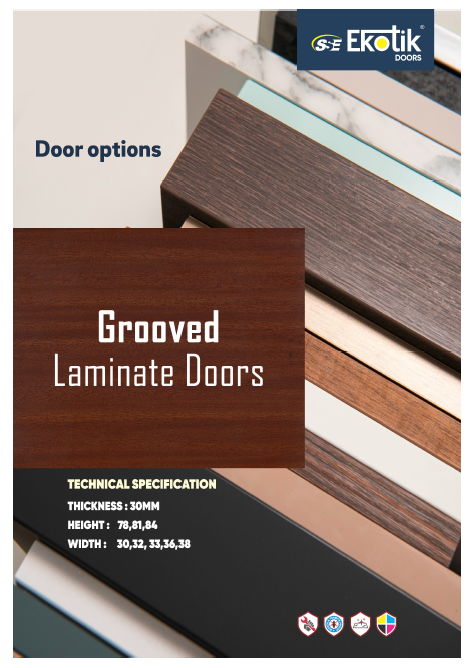 SE Ekotik®
DOORS
Door options
Grooved
Laminate Doors
TECHNICAL SPECIFICATION
THICKNESS : 30MM
HEIGHT : 78,81,84
WIDTH : 30,32, 33,36,38